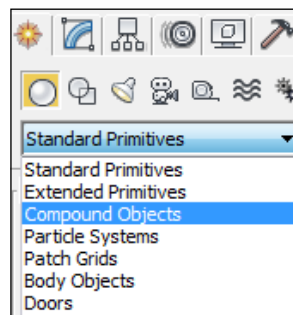 Standard Primitives
Standard Primitives
Extended Primitives
Compound Objects
Particle Systems
Patch Grids
Body Objects
Doors